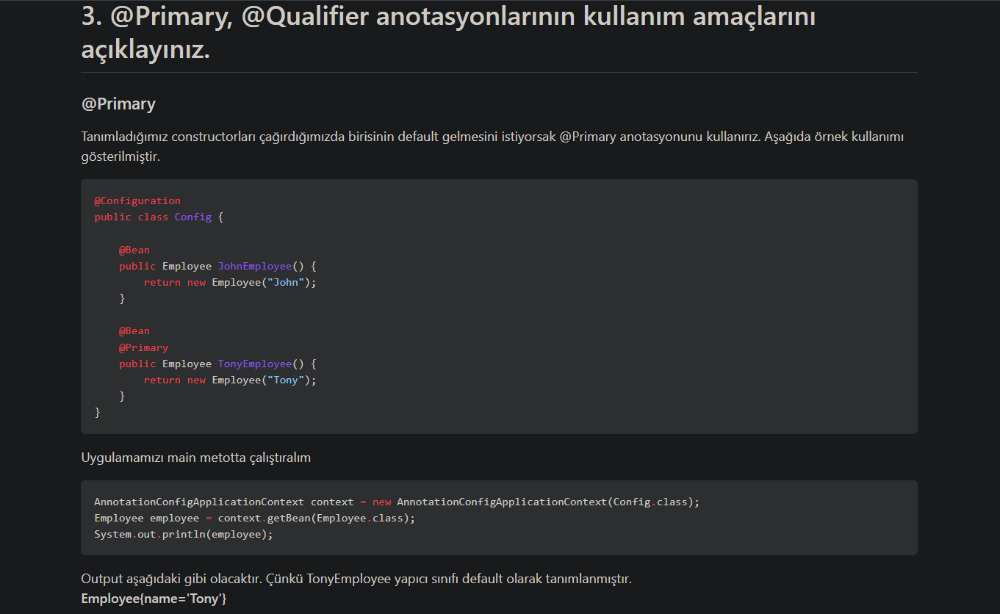 3. @Primary, @Qualifier anotasyonlarının kullanım amaçlarını
açıklayınız.
@Primary
Tanımladığımız constructorları çağırdığımızda birisinin default gelmesini istiyorsak @Primary anotasyonunu kullanırız. Aşağıda örnek kullanımı
gösterilmiştir.
@Configuration
public class Config {
@Bean
public Employee JohnEmployee() {
return new Employee("John");
}
@Bean
@Primary
public Employee TonyEmployee() {
return new Employee("Tony");
}
}
Uygulamamızı main metotta çalıştıralım
AnnotationConfigApplicationContext context = new AnnotationConfigApplicationContext(Config.class);
Employee employee = context.getBean(Employee.class);
System.out.println(employee);
Output aşağıdaki gibi olacaktır. Çünkü TonyEmployee yapıcı sınıfı default olarak tanımlanmıştır.
Employee{name='Tony'}